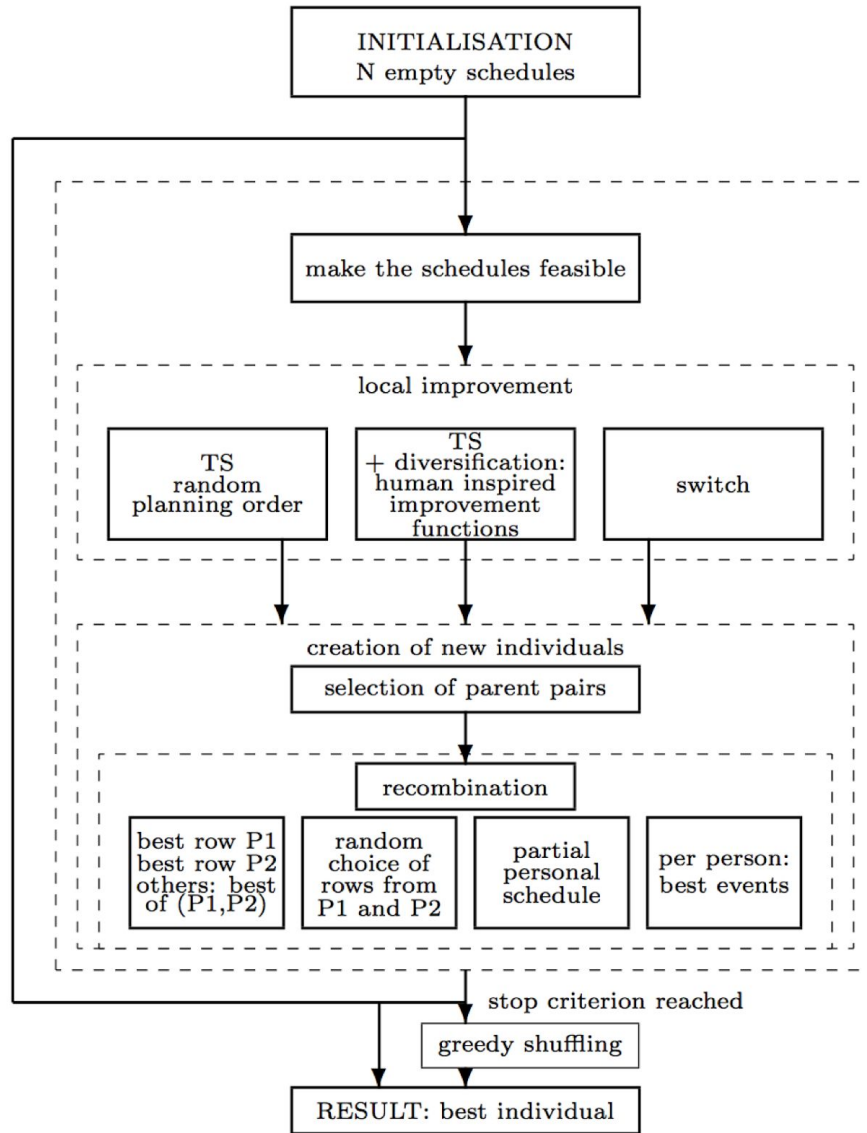 INITIALISATION
N empty schedules
make the schedules feasible
local improvement
TS
random
planning order
TS
+ diversification:
human inspired
improvement
functions
switch
creation of new individuals
selection of parent pairs
recombination
best row P1
best row P2
others: best
of (P1,P2)
random
choice of
rows from
P1 and P2
partial
personal
schedule
per person:
best events
stop criterion reached
greedy shuffling
RESULT: best individual